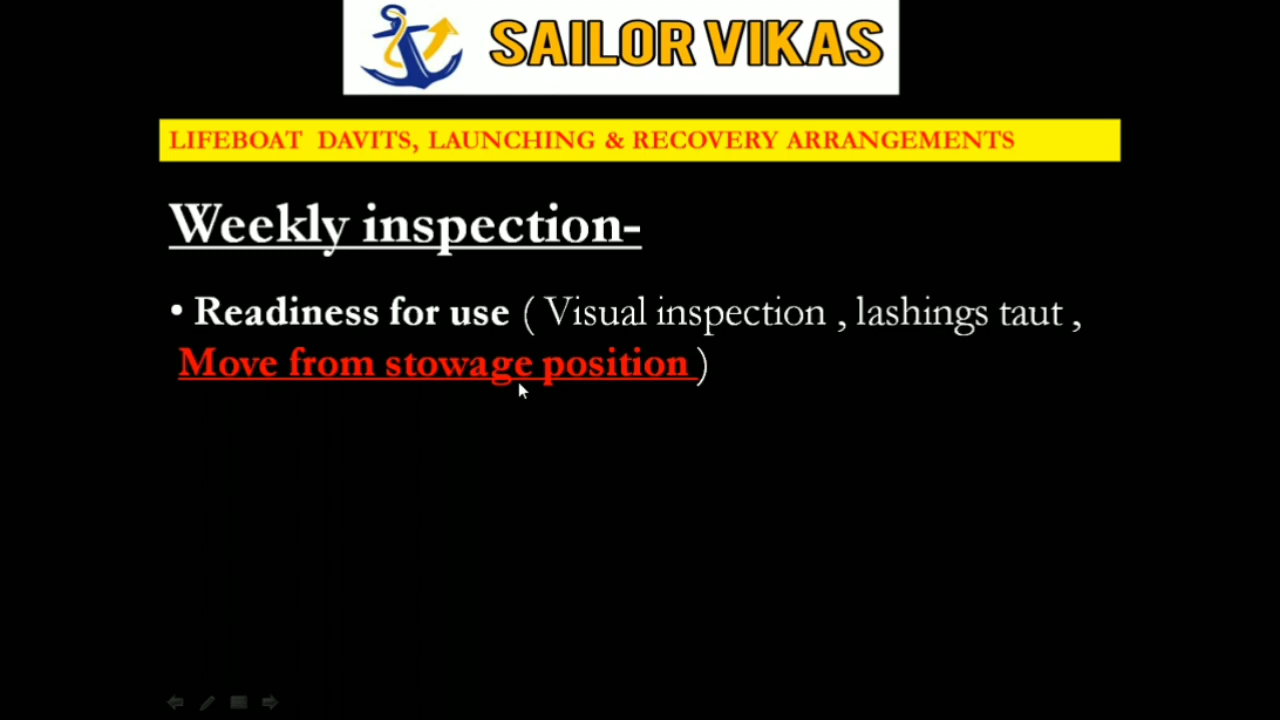 SAILOR VIKAS
LIFEBOAT DAVITS, LAUNCHING & RECOVERY ARRANGEMENTS
Weekly inspection-
• Readiness for use ( Visual inspection , lashings taut ,
Move from stowage position )